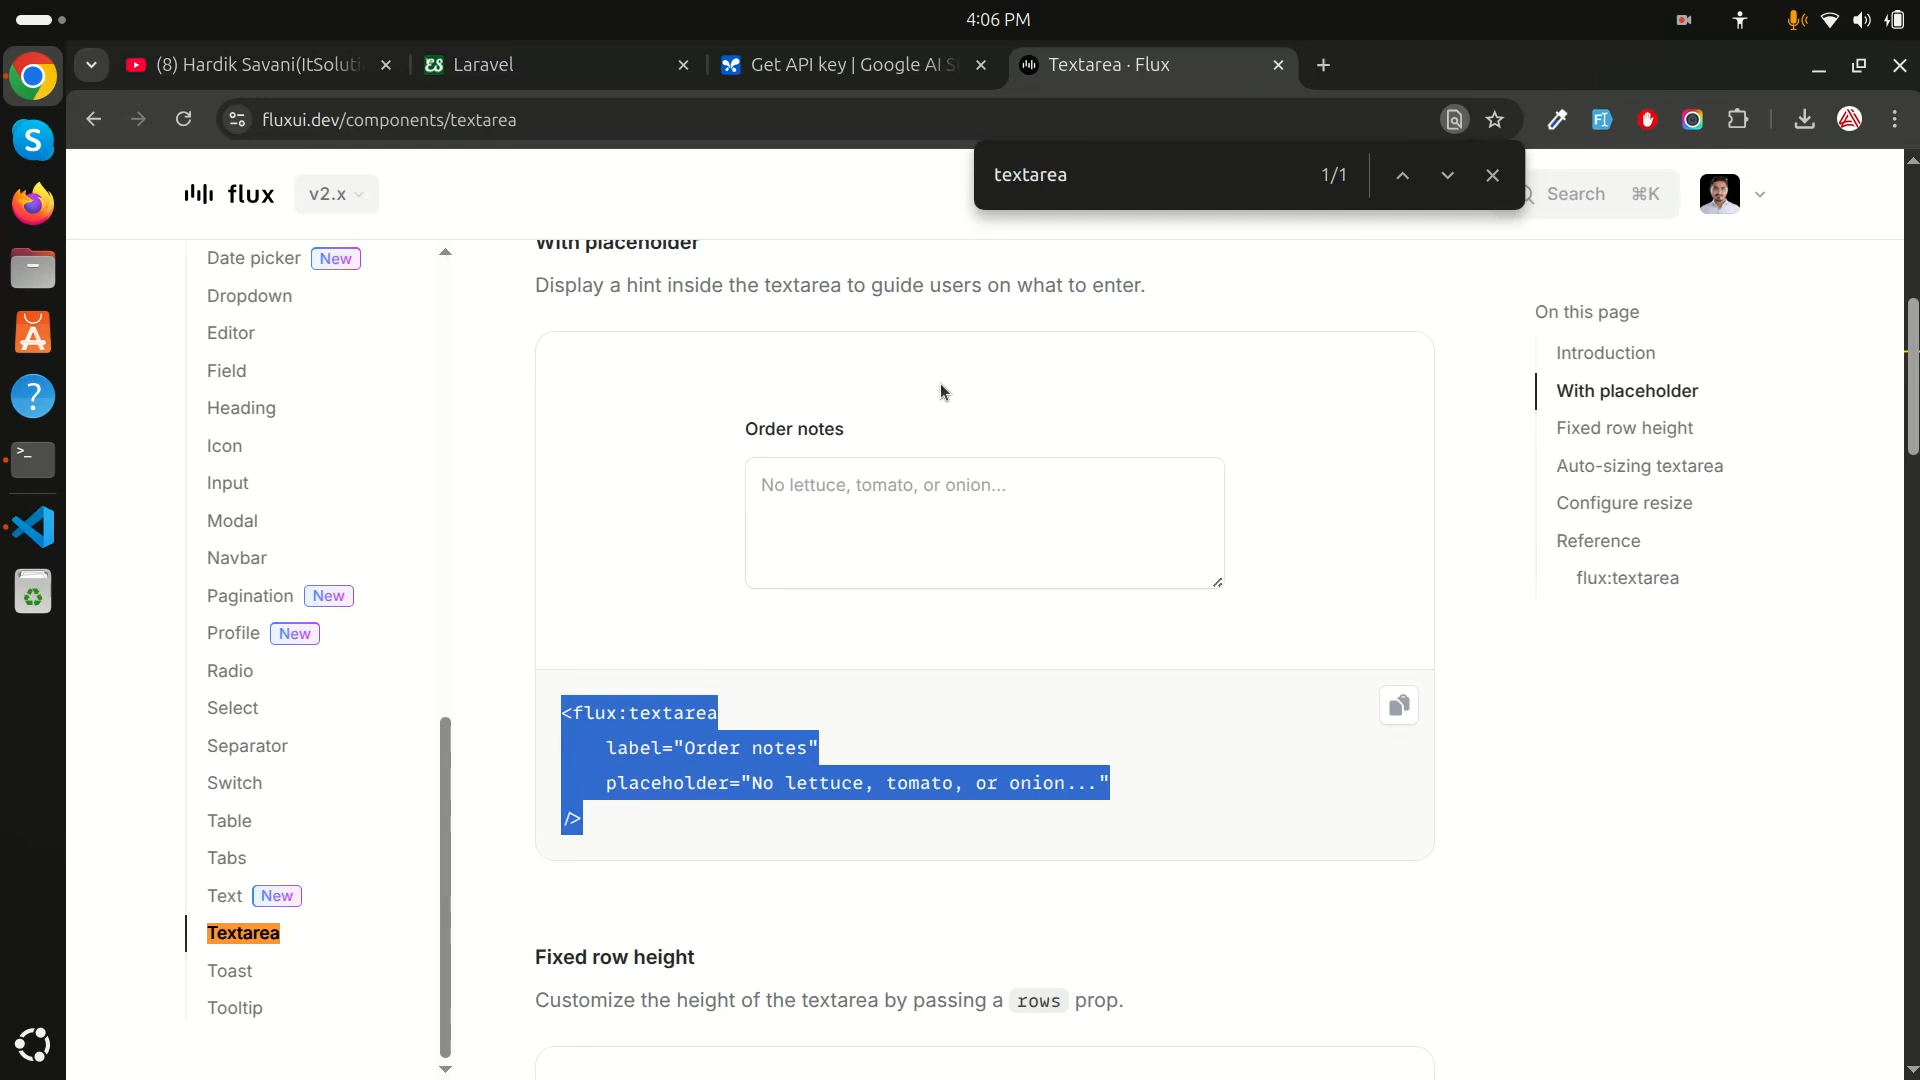 4:06 PM
(8) Hardik Savani(ItSoluti
Laravel
Get API key | Google AI S
Textarea · Flux
fluxui.dev/components/textarea
textarea
1/1
flux
v2.x
Search
⌘K
Date picker New
Dropdown
Editor
Field
Heading
Icon
Input
Modal
Navbar
Pagination New
Profile New
Radio
Select
Separator
Switch
Table
Tabs
Text New
Textarea
Toast
Tooltip
With placeholder
Display a hint inside the textarea to guide users on what to enter.
Order notes
No lettuce, tomato, or onion...
<flux:textarea
label="Order notes"
placeholder="No lettuce, tomato, or onion..."
/>
Fixed row height
Customize the height of the textarea by passing a rows prop.
On this page
Introduction
With placeholder
Fixed row height
Auto-sizing textarea
Configure resize
Reference
flux:textarea